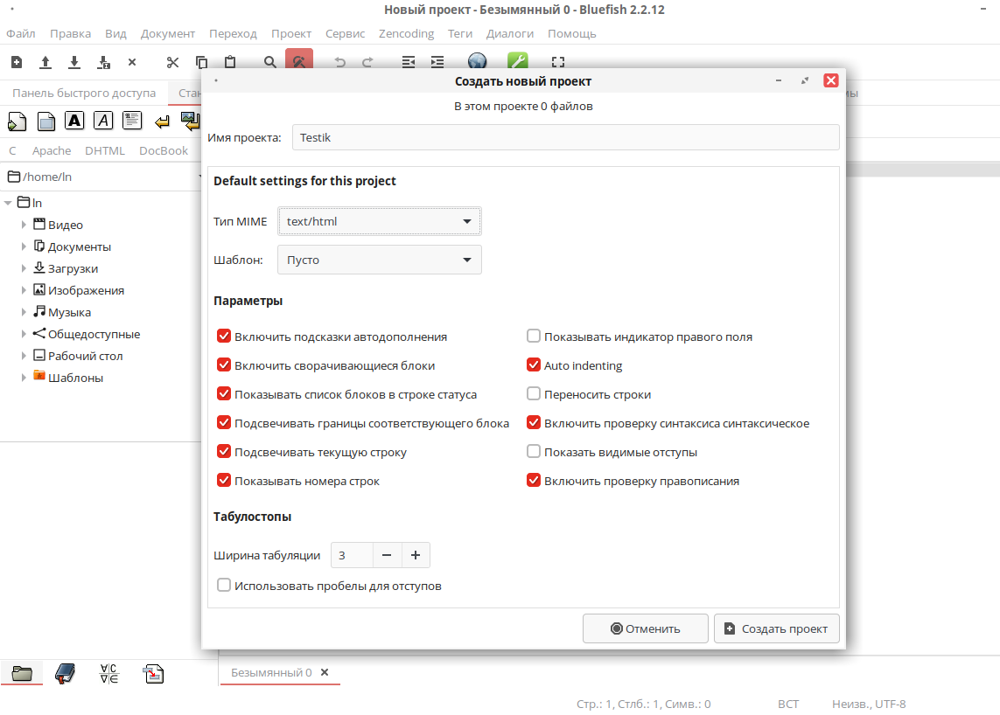 Новый проект - Безымянный 0 - Bluefish 2.2.12
Файл Правка Вид Документ Переход Проект Сервис Zencoding Теги Диалоги Помощь
Панель быстрого доступа
Создать новый проект
В этом проекте 0 файлов
Имя проекта: Testik
C Apache DHTML DocBook
/home/ln
ln
Видео
Документы
Загрузки
Изображения
Музыка
Общедоступные
Рабочий стол
Шаблоны
Default settings for this project
Тип MIME text/html
Шаблон: Пусто
Параметры
Включить подсказки автодополнения Показывать индикатор правого поля
Включить сворачивающиеся блоки Auto indenting
Показывать список блоков в строке статуса Переносить строки
Подсвечивать границы соответствующего блока Включить проверку синтаксиса синтаксическое
Подсвечивать текущую строку Показать видимые отступы
Показывать номера строк Включить проверку правописания
Табулостопы
Ширина табуляции 3
Использовать пробелы для отступов
Отменить Создать проект
Безымянный 0
Стр.: 1, Стлб.: 1, Симв.: 0 ВСТ Неизв., UTF-8